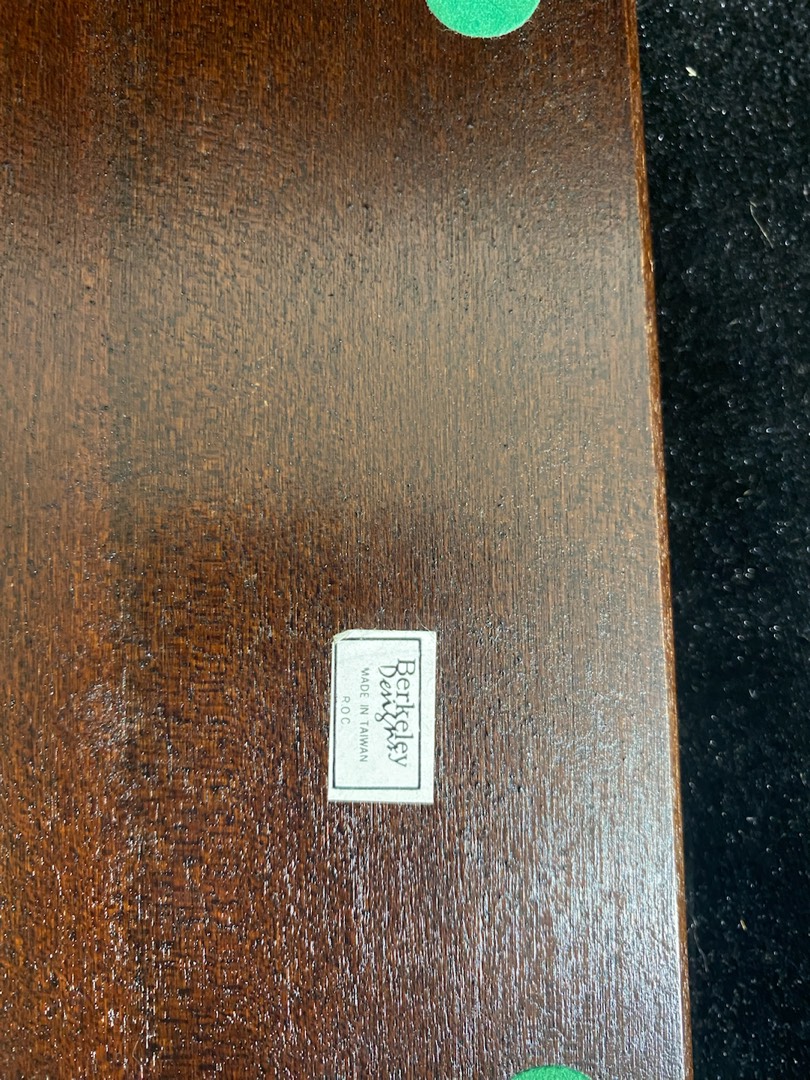 Berkeley
Designs
MADE IN TAIWAN
R.O.C.